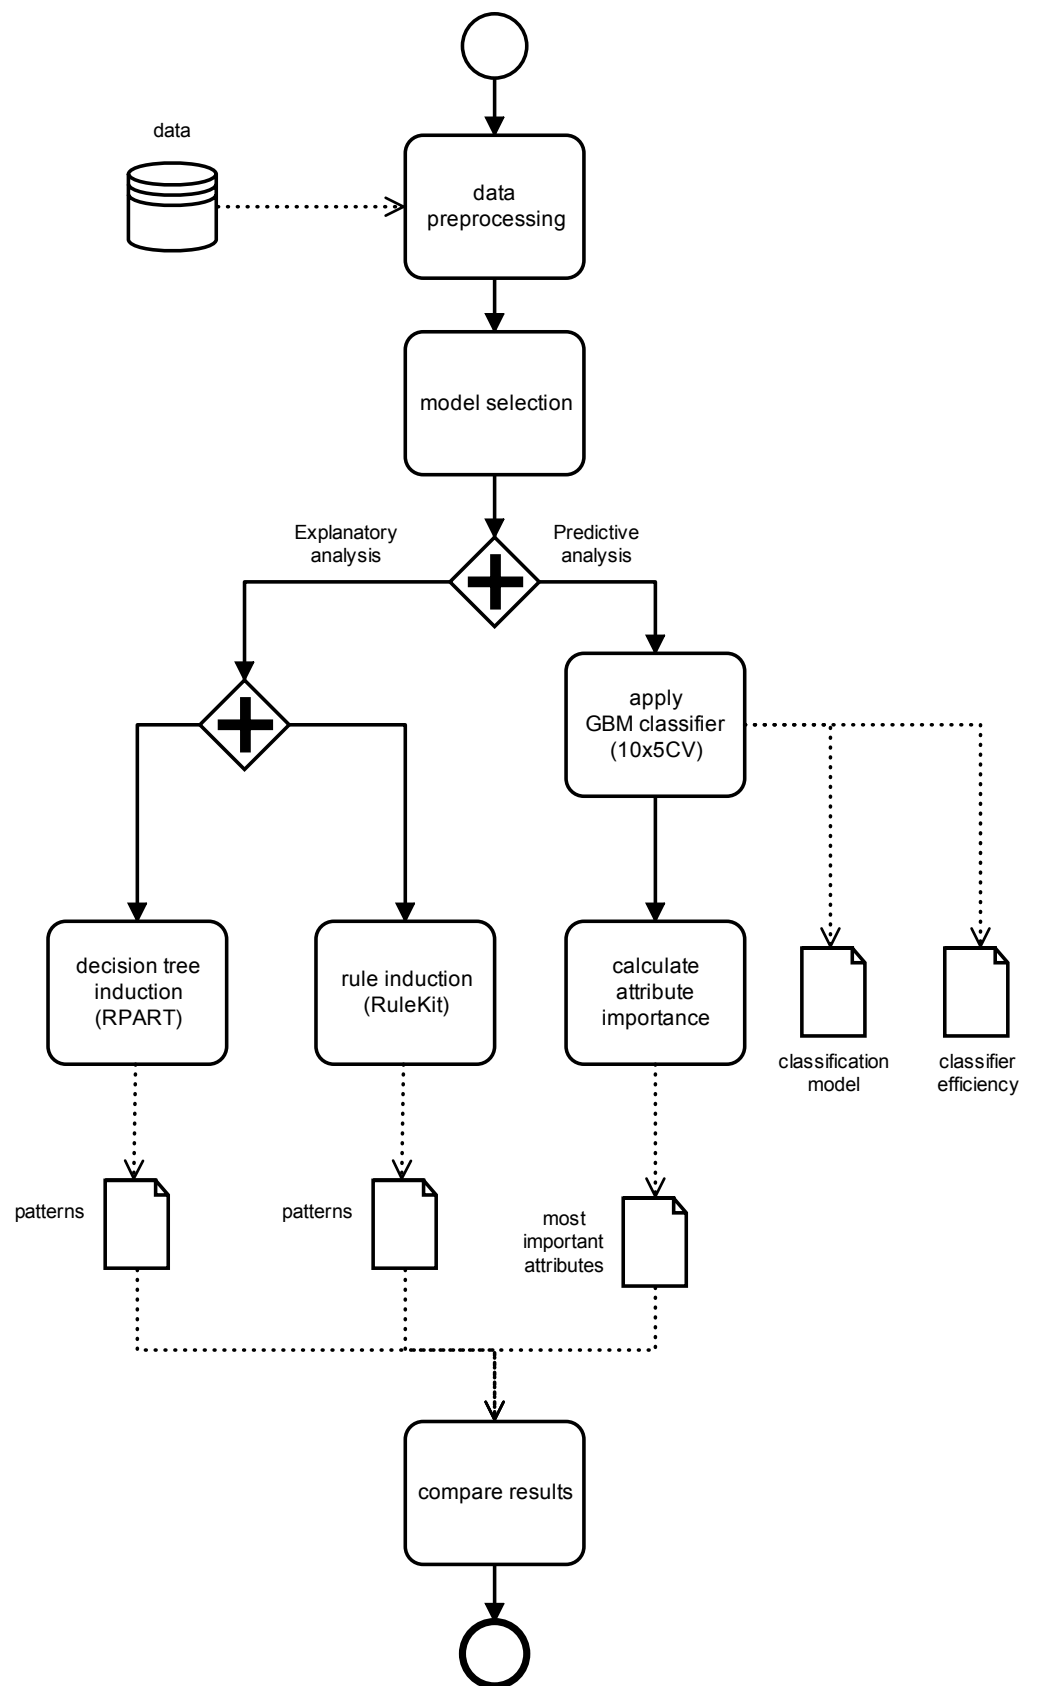 data
data
preprocessing
model selection
Explanatory
analysis
Predictive
analysis
apply
GBM classifier
(10x5CV)
decision tree
induction
(RPART)
rule induction
(RuleKit)
calculate
attribute
importance
classification
model
classifier
efficiency
patterns
patterns
most
important
attributes
compare results